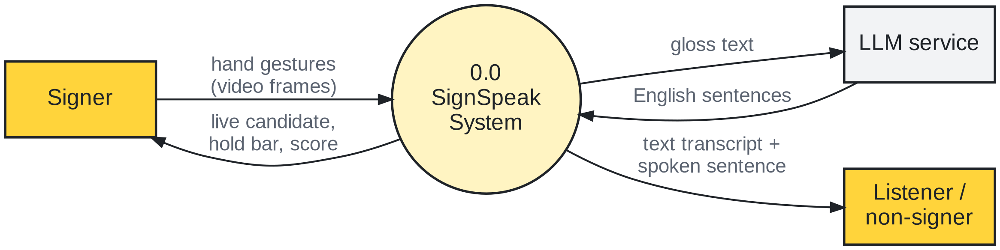 Signer
hand gestures
(video frames)
live candidate,
hold bar, score
0.0
SignSpeak
System
gloss text
English sentences
text transcript +
spoken sentence
LLM service
Listener /
non-signer